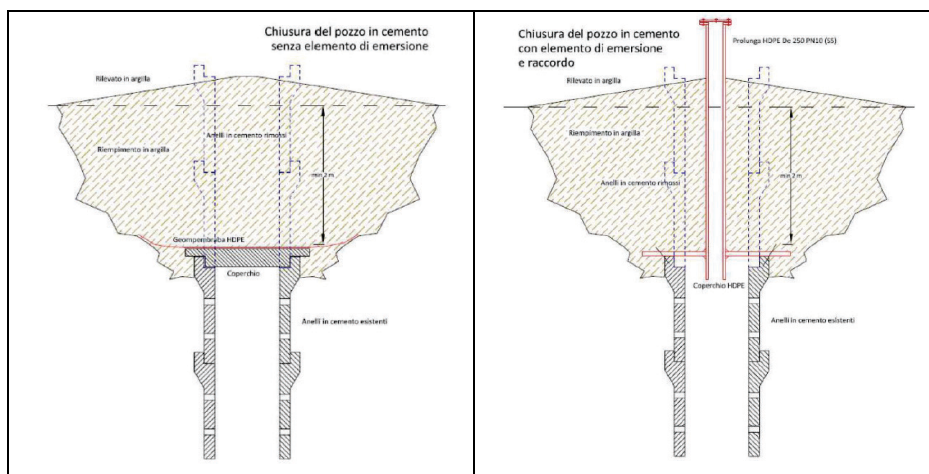 Chiusura del pozzo in cemento
senza elemento di emersione
Rilevato in argilla
Anelli in cemento rimossi
Riempimento in argilla
min 2 m
Geompembraba HDPE
Coperchio
Anelli in cemento esistenti
Chiusura del pozzo in cemento
con elemento di emersione
e raccordo
Prolunga HDPE De 250 PN10 (S5)
Rilevato in argilla
Riempimento in argilla
Anelli in cemento rimossi
min 2 m
Coperchio HDPE
Anelli in cemento esistenti